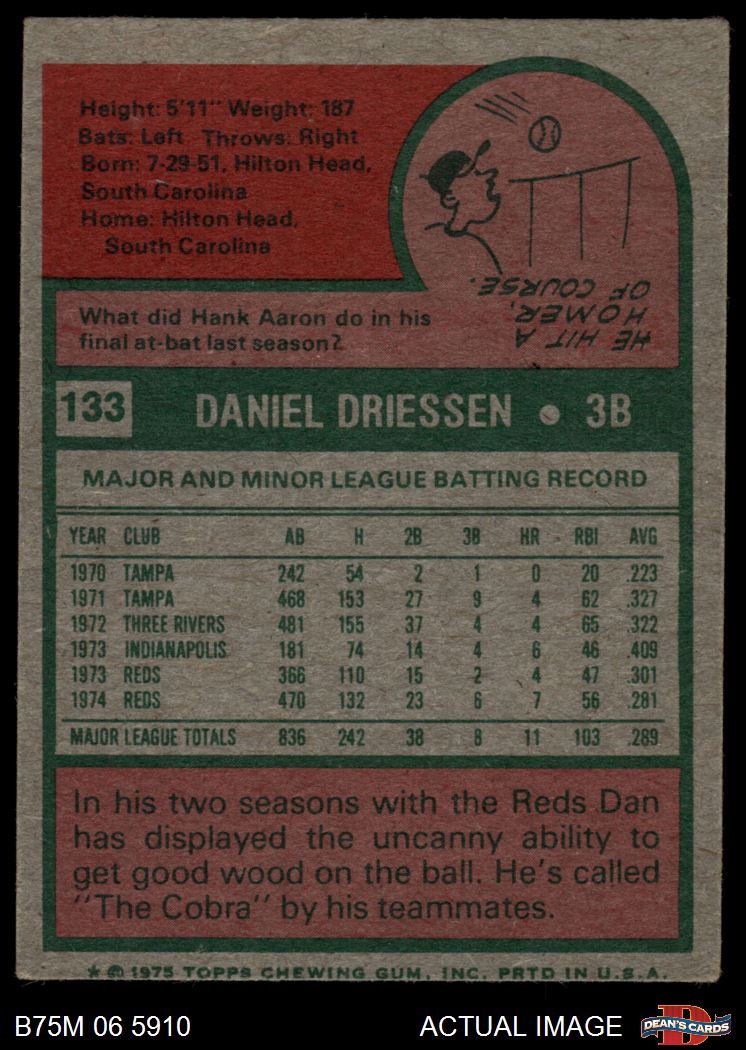 Height: 5'11" Weight: 187
Bats: Left Throws: Right
Born: 7-29-51, Hilton Head,
South Carolina
Home: Hilton Head,
South Carolina
What did Hank Aaron do in his
final at-bat last season?
HE HIT A
HOMER,
OF COURSE.
133 DANIEL DRIESSEN • 3B
MAJOR AND MINOR LEAGUE BATTING RECORD
YEAR CLUB AB H 2B 3B HR RBI AVG
1970 TAMPA 242 54 2 1 0 20 .223
1971 TAMPA 468 153 27 9 4 62 .327
1972 THREE RIVERS 481 155 37 4 4 65 .322
1973 INDIANAPOLIS 181 74 14 4 6 46 .409
1973 REDS 366 110 15 2 4 47 .301
1974 REDS 470 132 23 6 7 56 .281
MAJOR LEAGUE TOTALS 836 242 38 8 11 103 .289
In his two seasons with the Reds Dan
has displayed the uncanny ability to
get good wood on the ball. He's called
"The Cobra" by his teammates.
★ © 1975 TOPPS CHEWING GUM, INC. PRTD IN U.S.A.
B75M 06 5910 ACTUAL IMAGE D DEAN'S CARDS